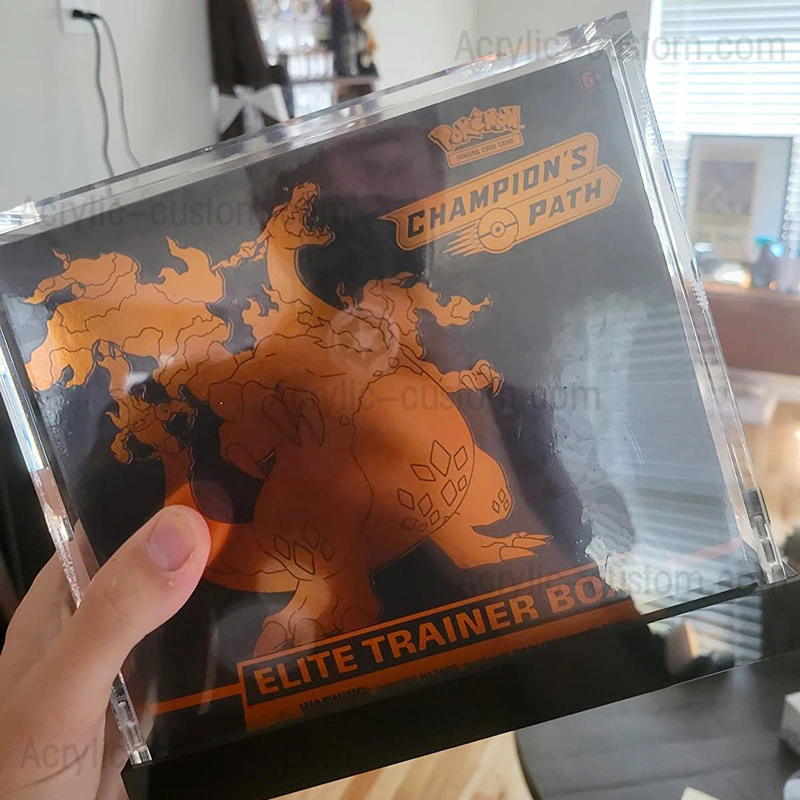 Acrylic-custom.com
6+
POKéMON
TRADING CARD GAME
CHAMPION'S
PATH
Acrylic-custom.com
Acrylic-custom.com
Acrylic-custom.com
ELITE TRAINER BOX
WARNING:
Acrylic-custom.com